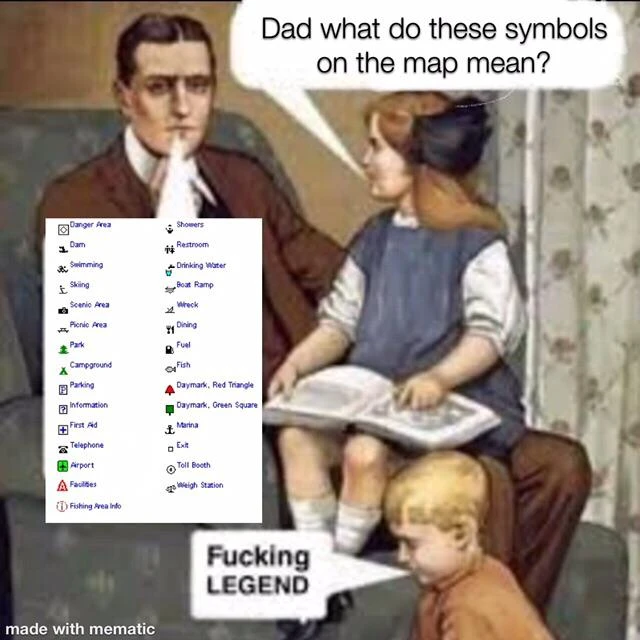 Dad what do these symbols
on the map mean?
Danger Area
Dam
Swimming
Skiing
Scenic Area
Picnic Area
Park
Campground
Parking
Information
First Aid
Telephone
Airport
Facilities
Fishing Area Info
Showers
Restroom
Drinking Water
Boat Ramp
Wreck
Dining
Fuel
Fish
Daymark, Red Triangle
Daymark, Green Square
Marina
Exit
Toll Booth
Weigh Station
Fucking
LEGEND
made with mematic